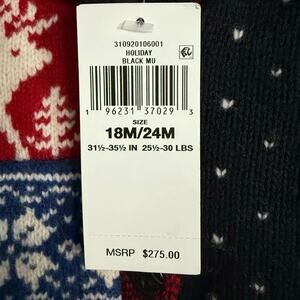 310920106001
HOLIDAY
BLACK MU
1 96231 37029 3
SIZE
18M/24M
31½-35½ IN 25½-30 LBS
MSRP $275.00